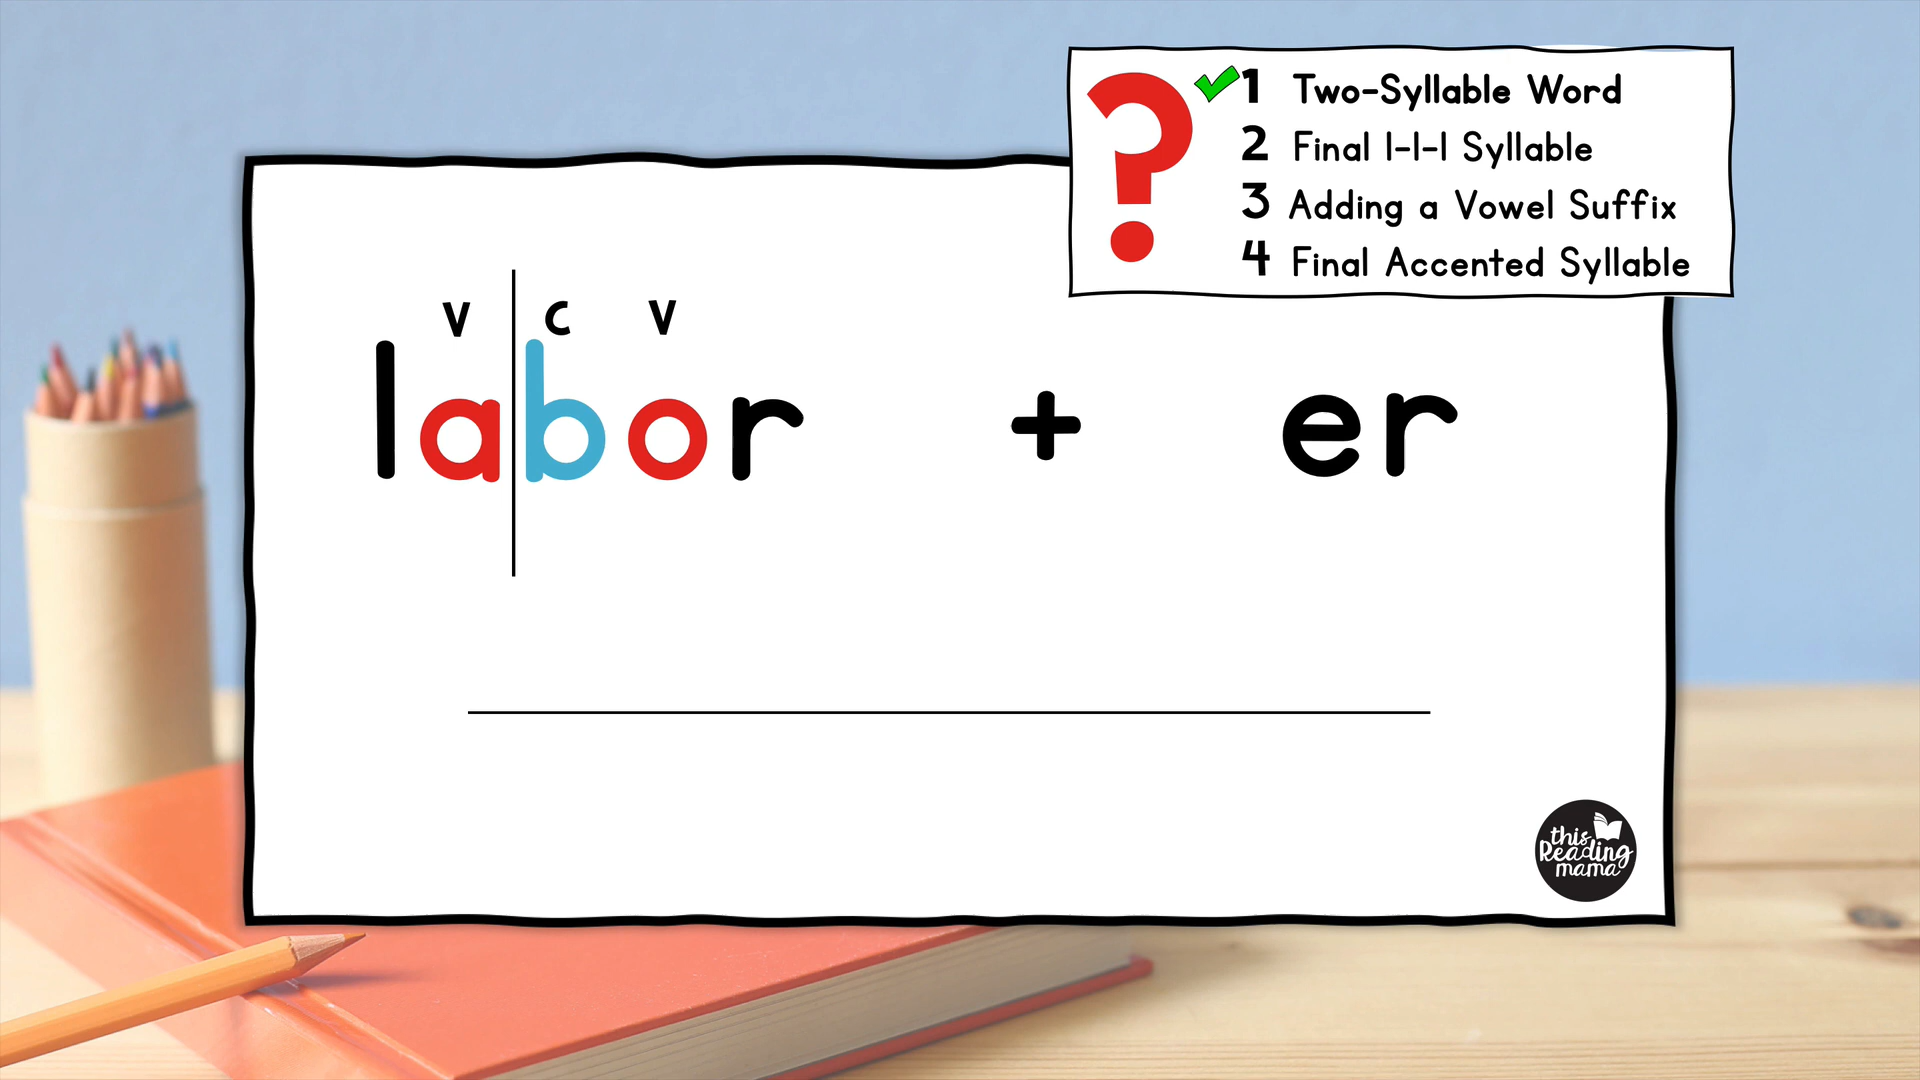 1 Two-Syllable Word
2 Final 1-1-1 Syllable
3 Adding a Vowel Suffix
4 Final Accented Syllable
?
v c v
labor + er
this
Reading
mama